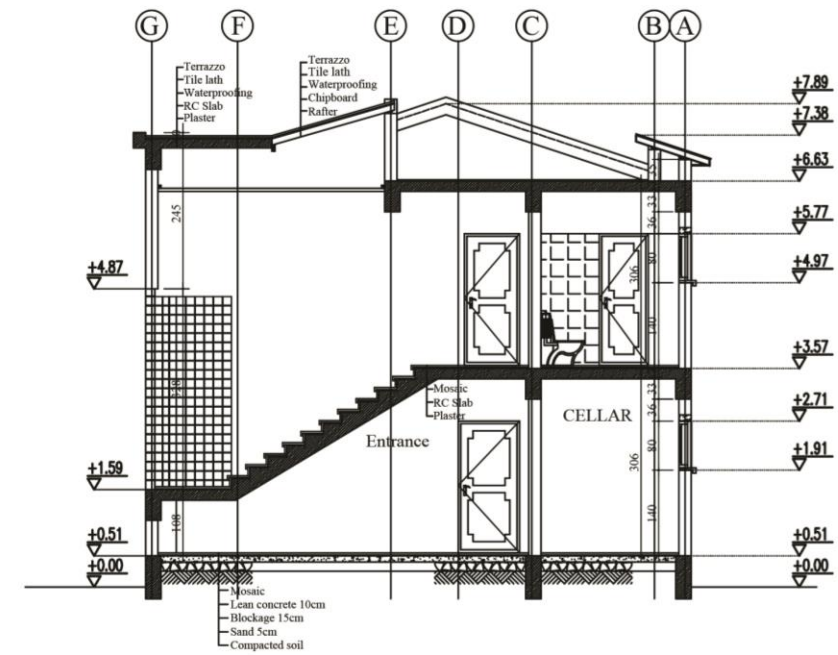 G F E D C B A
Terrazzo
Tile lath
Waterproofing
RC Slab
Plaster
Terrazzo
Tile lath
Waterproofing
Chipboard
Rafter
+7.89
+7.38
+6.63
+5.77
+4.97
+3.57
+2.71
+1.91
+0.51
+0.00
+4.87
+1.59
+0.51
+0.00
245
108
33
36
80
306
140
33
36
80
306
140
Mosaic
RC Slab
Plaster
Entrance
CELLAR
Mosaic
Lean concrete 10cm
Blockage 15cm
Sand 5cm
Compacted soil